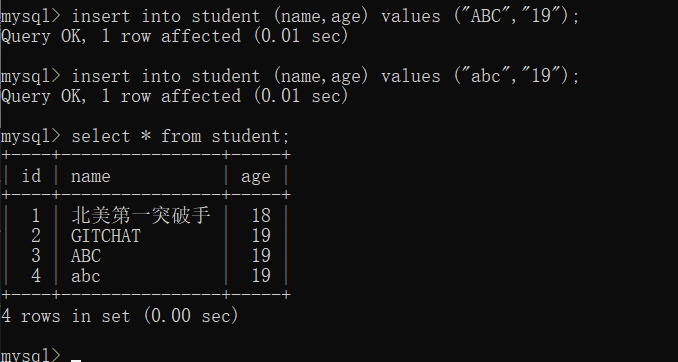 mysql> insert into student (name,age) values ("ABC","19");
Query OK, 1 row affected (0.01 sec)
mysql> insert into student (name,age) values ("abc","19");
Query OK, 1 row affected (0.01 sec)
mysql> select * from student;
+----+----------------+-----+
| id | name           | age |
+----+----------------+-----+
|  1 | 北美第一突破手 |  18 |
|  2 | GITCHAT        |  19 |
|  3 | ABC            |  19 |
|  4 | abc            |  19 |
+----+----------------+-----+
4 rows in set (0.00 sec)
mysql>